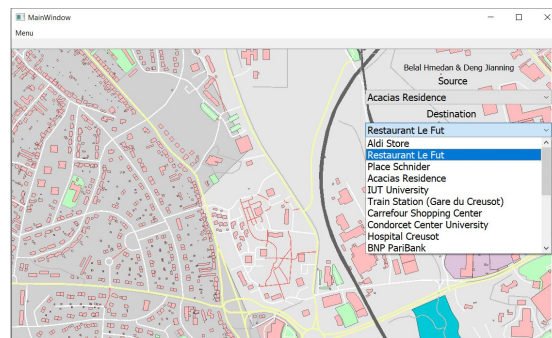 MainWindow
Menu
Belal Hmedan & Deng Jianning
Source
Acacias Residence
Destination
Restaurant Le Fut
Aldi Store
Restaurant Le Fut
Place Schnider
Acacias Residence
IUT University
Train Station (Gare du Creusot)
Carrefour Shopping Center
Condorcet Center University
Hospital Creusot
BNP PariBank